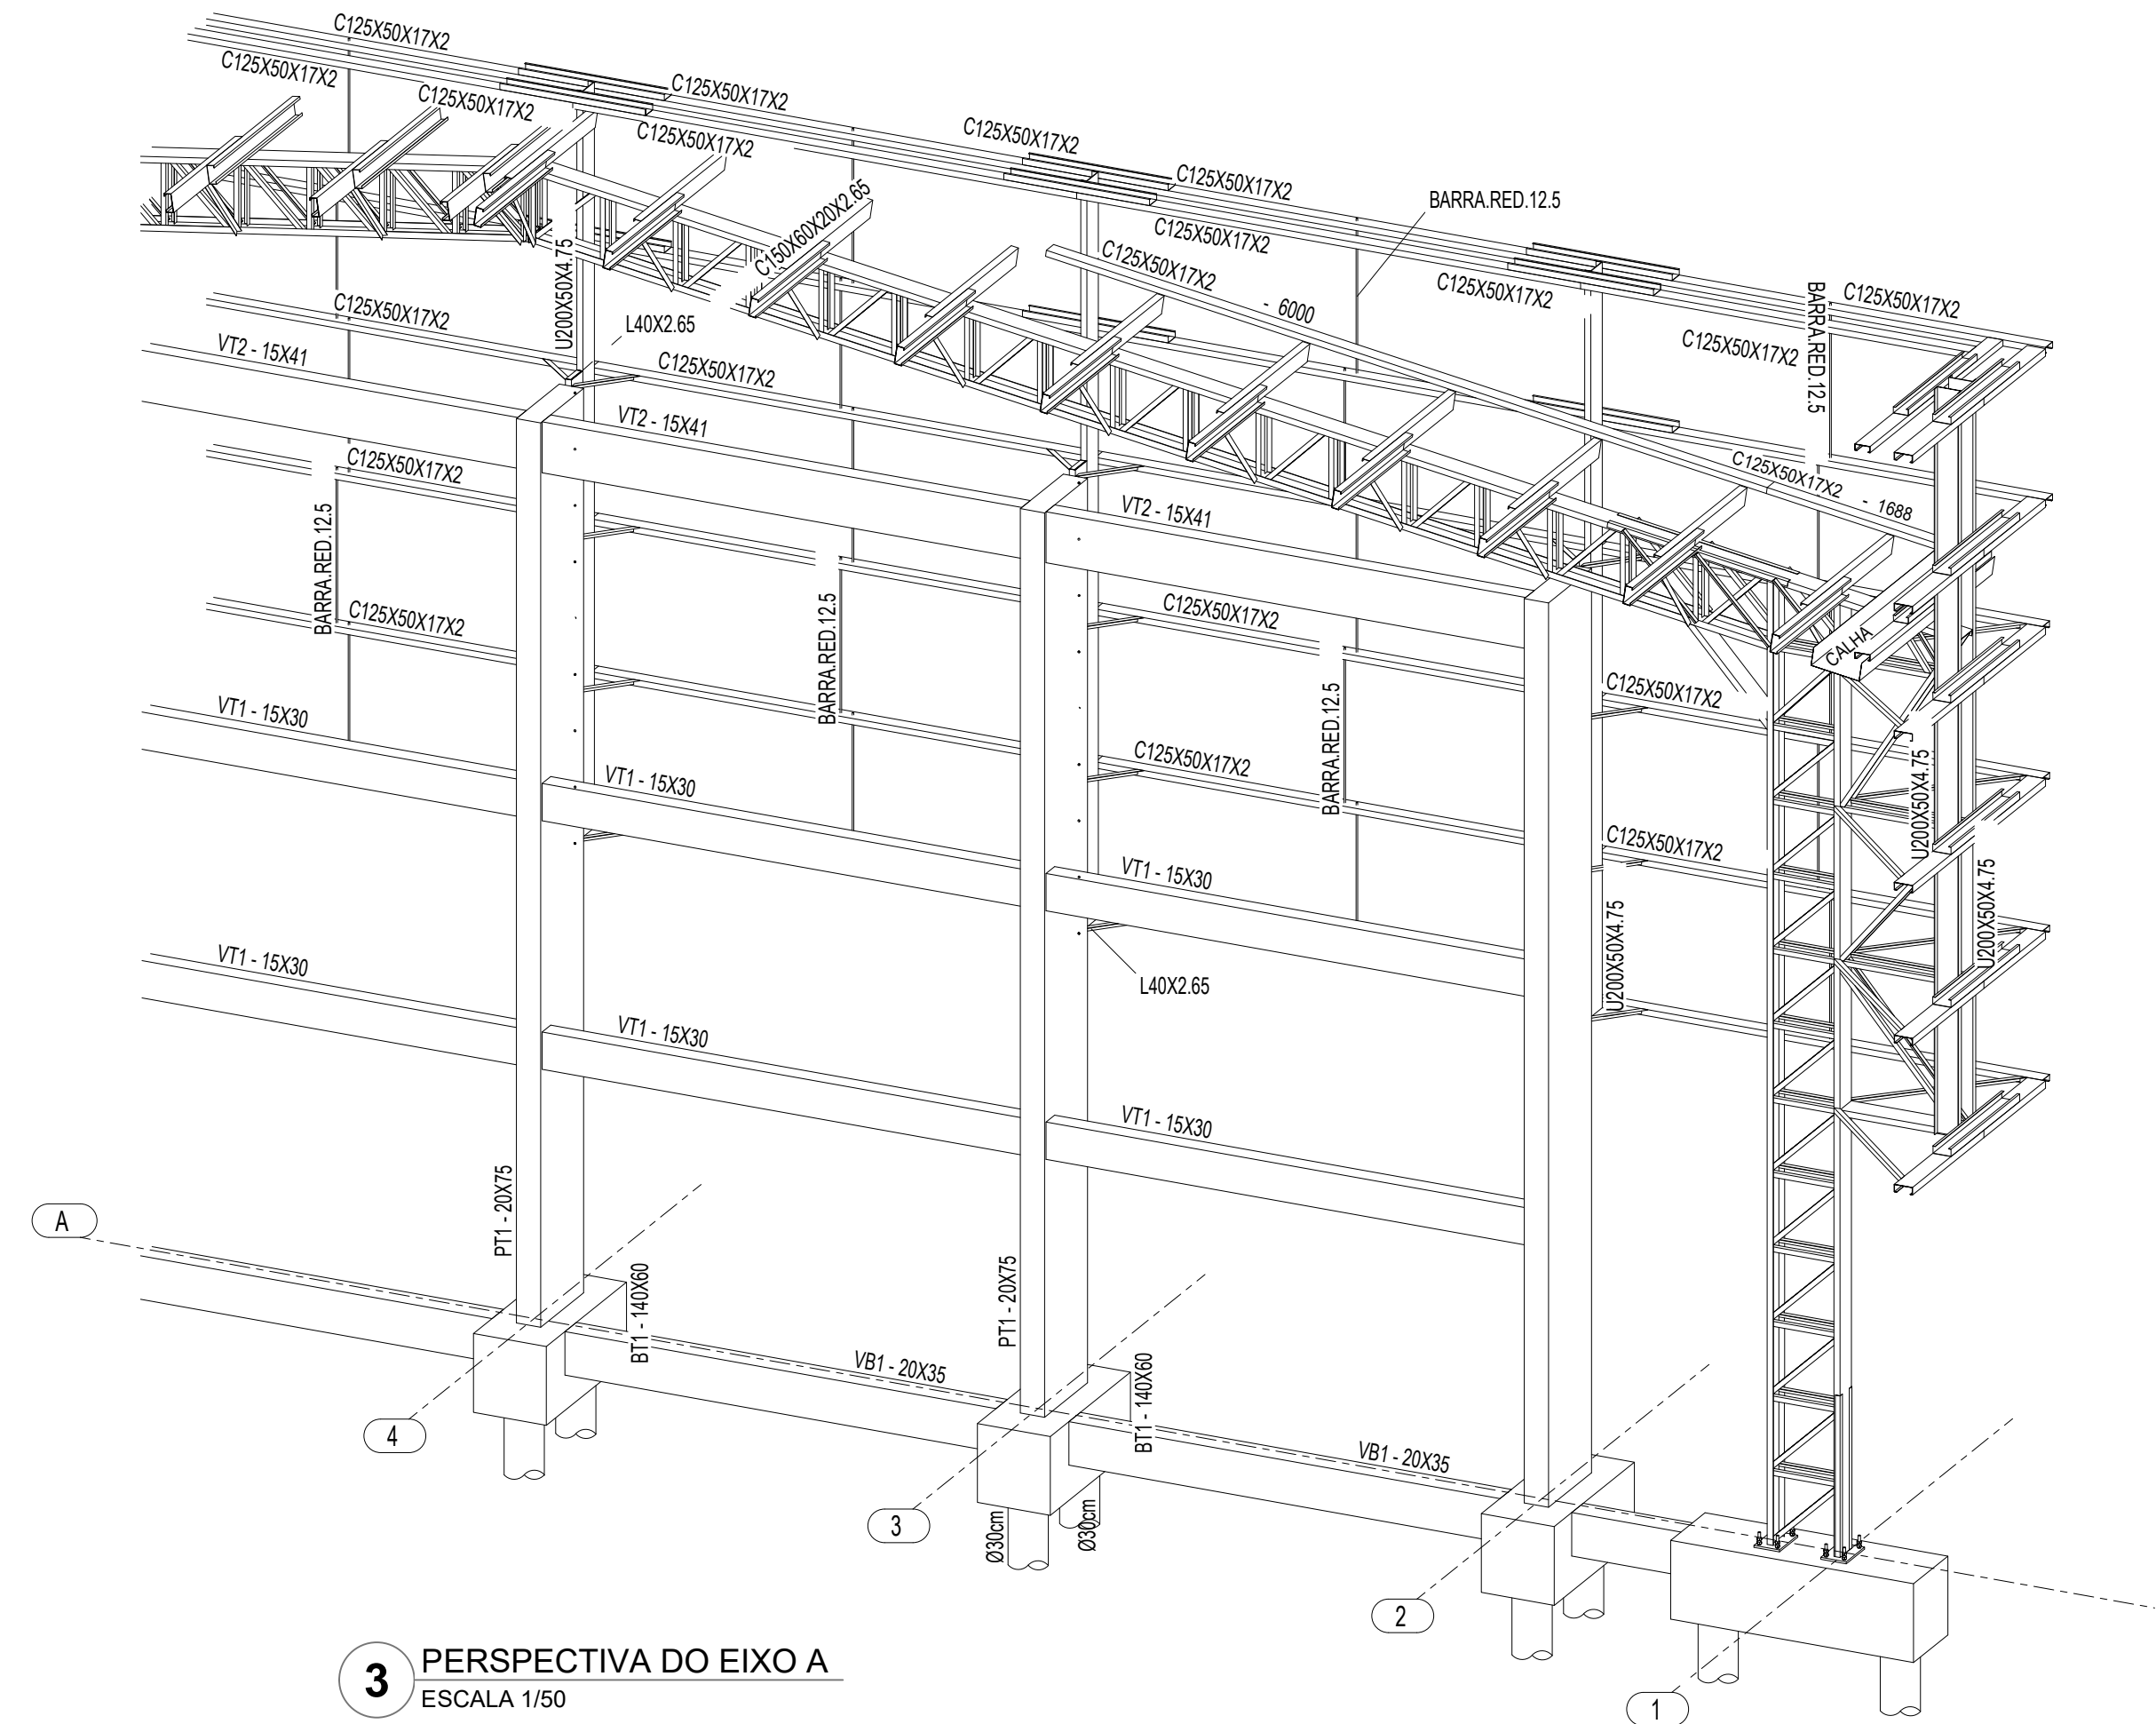 C125X50X17X2
C125X50X17X2
C125X50X17X2
C125X50X17X2
C125X50X17X2
C125X50X17X2
C125X50X17X2
BARRA.RED.12.5
C150X60X20X2.65
C125X50X17X2
C125X50X17X2
- 6000
C125X50X17X2
BARRA.RED.12.5
C125X50X17X2
C125X50X17X2
U200X50X4.75
C125X50X17X2
L40X2.65
VT2 - 15X41
C125X50X17X2
VT2 - 15X41
C125X50X17X2
C125X50X17X2
- 1688
VT2 - 15X41
BARRA.RED.12.5
C125X50X17X2
BARRA.RED.12.5
C125X50X17X2
CALHA
BARRA.RED.12.5
C125X50X17X2
VT1 - 15X30
C125X50X17X2
U200X50X4.75
VT1 - 15X30
C125X50X17X2
VT1 - 15X30
U200X50X4.75
U200X50X4.75
VT1 - 15X30
L40X2.65
VT1 - 15X30
VT1 - 15X30
PT1 - 20X75
A
PT1 - 20X75
BT1 - 140X60
VB1 - 20X35
BT1 - 140X60
4
VB1 - 20X35
3
Ø30cm
Ø30cm
2
1
3
PERSPECTIVA DO EIXO A
ESCALA 1/50